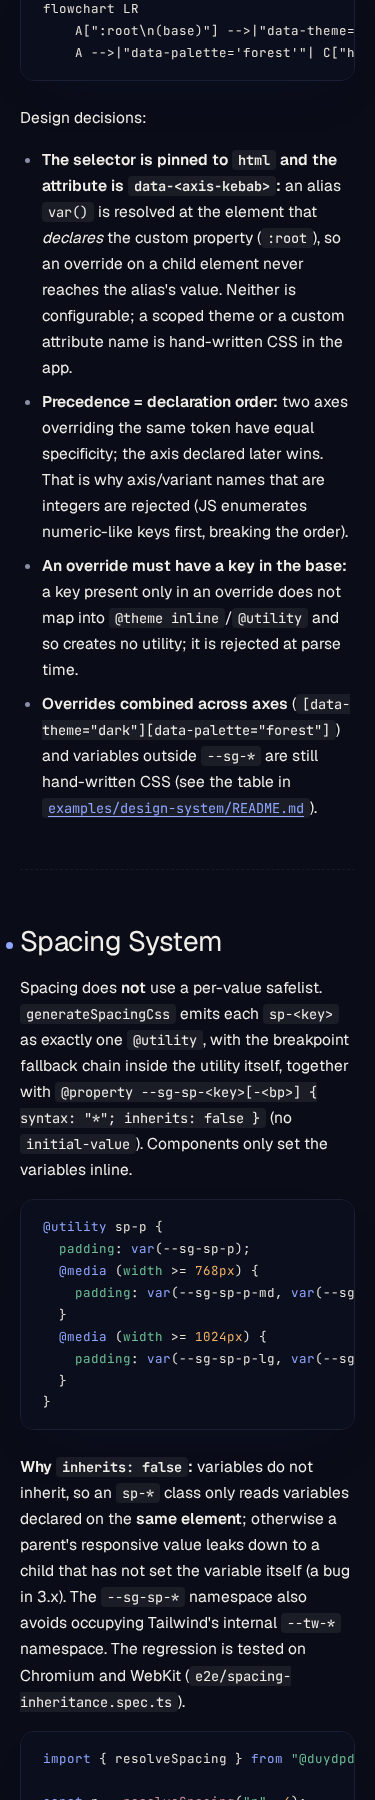 flowchart LR
A[":root\n(base)"] -->|"data-theme=
A -->|"data-palette='forest'"| C["h
Design decisions:
• The selector is pinned to html and the
attribute is data-<axis-kebab>: an alias
var() is resolved at the element that
declares the custom property (:root), so
an override on a child element never
reaches the alias's value. Neither is
configurable; a scoped theme or a custom
attribute name is hand-written CSS in the
app.
• Precedence = declaration order: two axes
overriding the same token have equal
specificity; the axis declared later wins.
That is why axis/variant names that are
integers are rejected (JS enumerates
numeric-like keys first, breaking the order).
• An override must have a key in the base:
a key present only in an override does not
map into @theme inline/@utility and
so creates no utility; it is rejected at parse
time.
• Overrides combined across axes ([data-
theme="dark"][data-palette="forest"])
and variables outside --sg-* are still
hand-written CSS (see the table in
examples/design-system/README.md).
Spacing System
Spacing does not use a per-value safelist.
generateSpacingCss emits each sp-<key>
as exactly one @utility, with the breakpoint
fallback chain inside the utility itself, together
with @property --sg-sp-<key>[-<bp>] {
syntax: "*"; inherits: false } (no
initial-value). Components only set the
variables inline.
@utility sp-p {
padding: var(--sg-sp-p);
@media (width >= 768px) {
padding: var(--sg-sp-p-md, var(--sg
}
@media (width >= 1024px) {
padding: var(--sg-sp-p-lg, var(--sg
}
}
Why inherits: false: variables do not
inherit, so an sp-* class only reads variables
declared on the same element; otherwise a
parent's responsive value leaks down to a
child that has not set the variable itself (a bug
in 3.x). The --sg-sp-* namespace also
avoids occupying Tailwind's internal --tw-*
namespace. The regression is tested on
Chromium and WebKit (e2e/spacing-
inheritance.spec.ts).
import { resolveSpacing } from "@duydpd